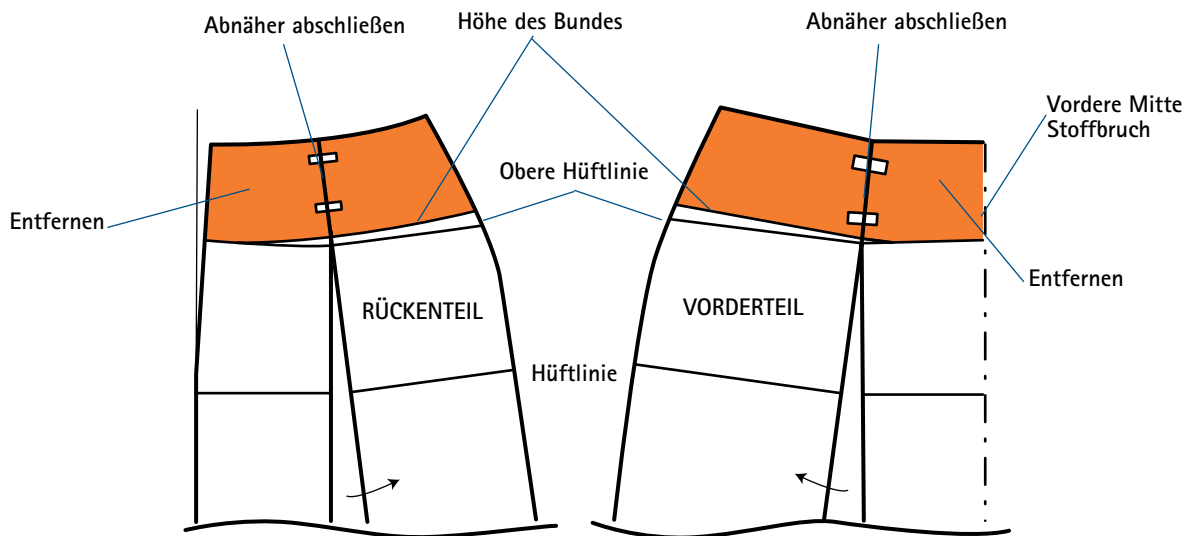 Abnäher abschließen
Höhe des Bundes
Abnäher abschließen
Vordere Mitte
Stoffbruch
Obere Hüftlinie
Entfernen
Entfernen
RÜCKENTEIL
VORDERTEIL
Hüftlinie